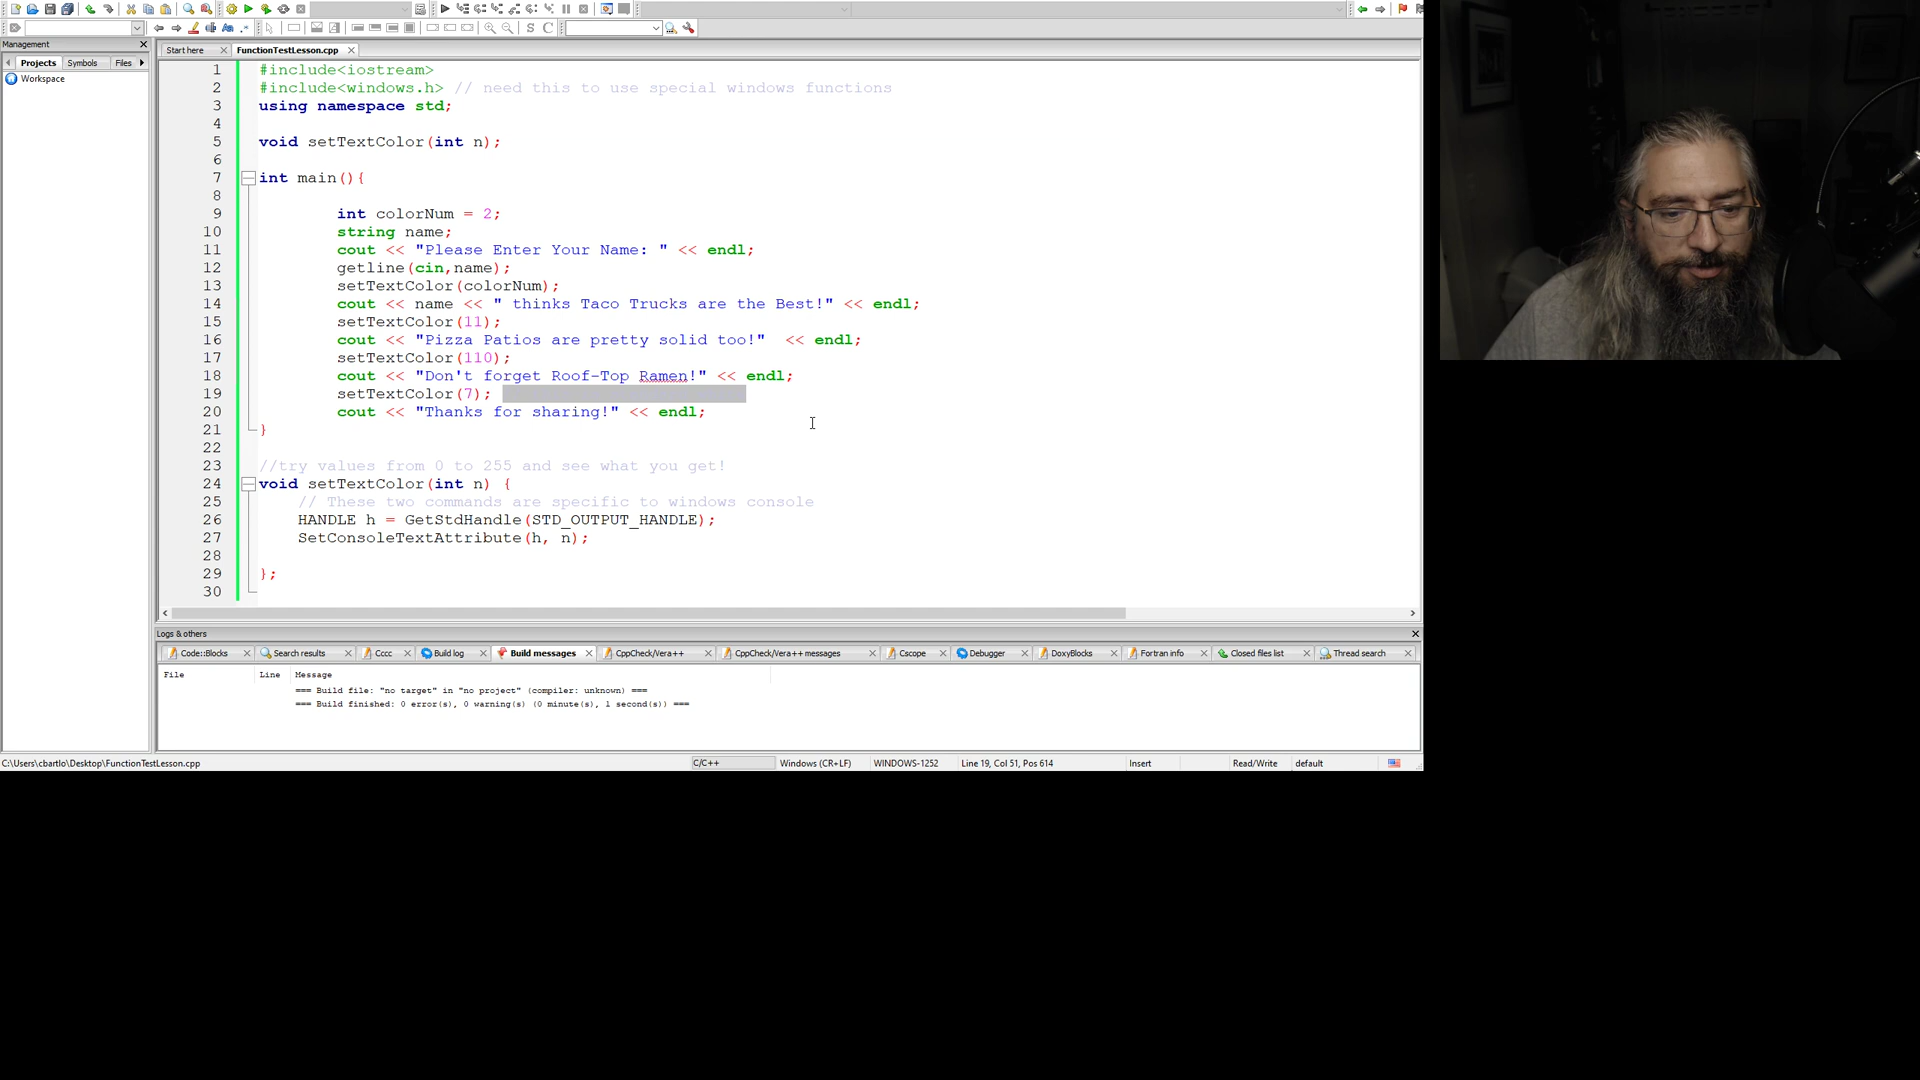 Management
Projects Symbols Files
Workspace
Start here FunctionTestLesson.cpp
1 #include<iostream>
2 #include<windows.h> // need this to use special windows functions
3 using namespace std;
4
5 void setTextColor(int n);
6
7 int main(){
8
9 int colorNum = 2;
10 string name;
11 cout << "Please Enter Your Name: " << endl;
12 getline(cin,name);
13 setTextColor(colorNum);
14 cout << name << " thinks Taco Trucks are the Best!" << endl;
15 setTextColor(11);
16 cout << "Pizza Patios are pretty solid too!"  << endl;
17 setTextColor(110);
18 cout << "Don't forget Roof-Top Ramen!" << endl;
19 setTextColor(7);
20 cout << "Thanks for sharing!" << endl;
21 }
22
23 //try values from 0 to 255 and see what you get!
24 void setTextColor(int n) {
25 // These two commands are specific to windows console
26 HANDLE h = GetStdHandle(STD_OUTPUT_HANDLE);
27 SetConsoleTextAttribute(h, n);
28
29 };
30
Logs & others
Code::Blocks Search results Cccc Build log Build messages CppCheck/Vera++ CppCheck/Vera++ messages Cscope Debugger DoxyBlocks Fortran info Closed files list Thread search
File Line Message
=== Build file: "no target" in "no project" (compiler: unknown) ===
=== Build finished: 0 error(s), 0 warning(s) (0 minute(s), 1 second(s)) ===
C:\Users\cbartlo\Desktop\FunctionTestLesson.cpp C/C++ Windows (CR+LF) WINDOWS-1252 Line 19, Col 51, Pos 614 Insert Read/Write default